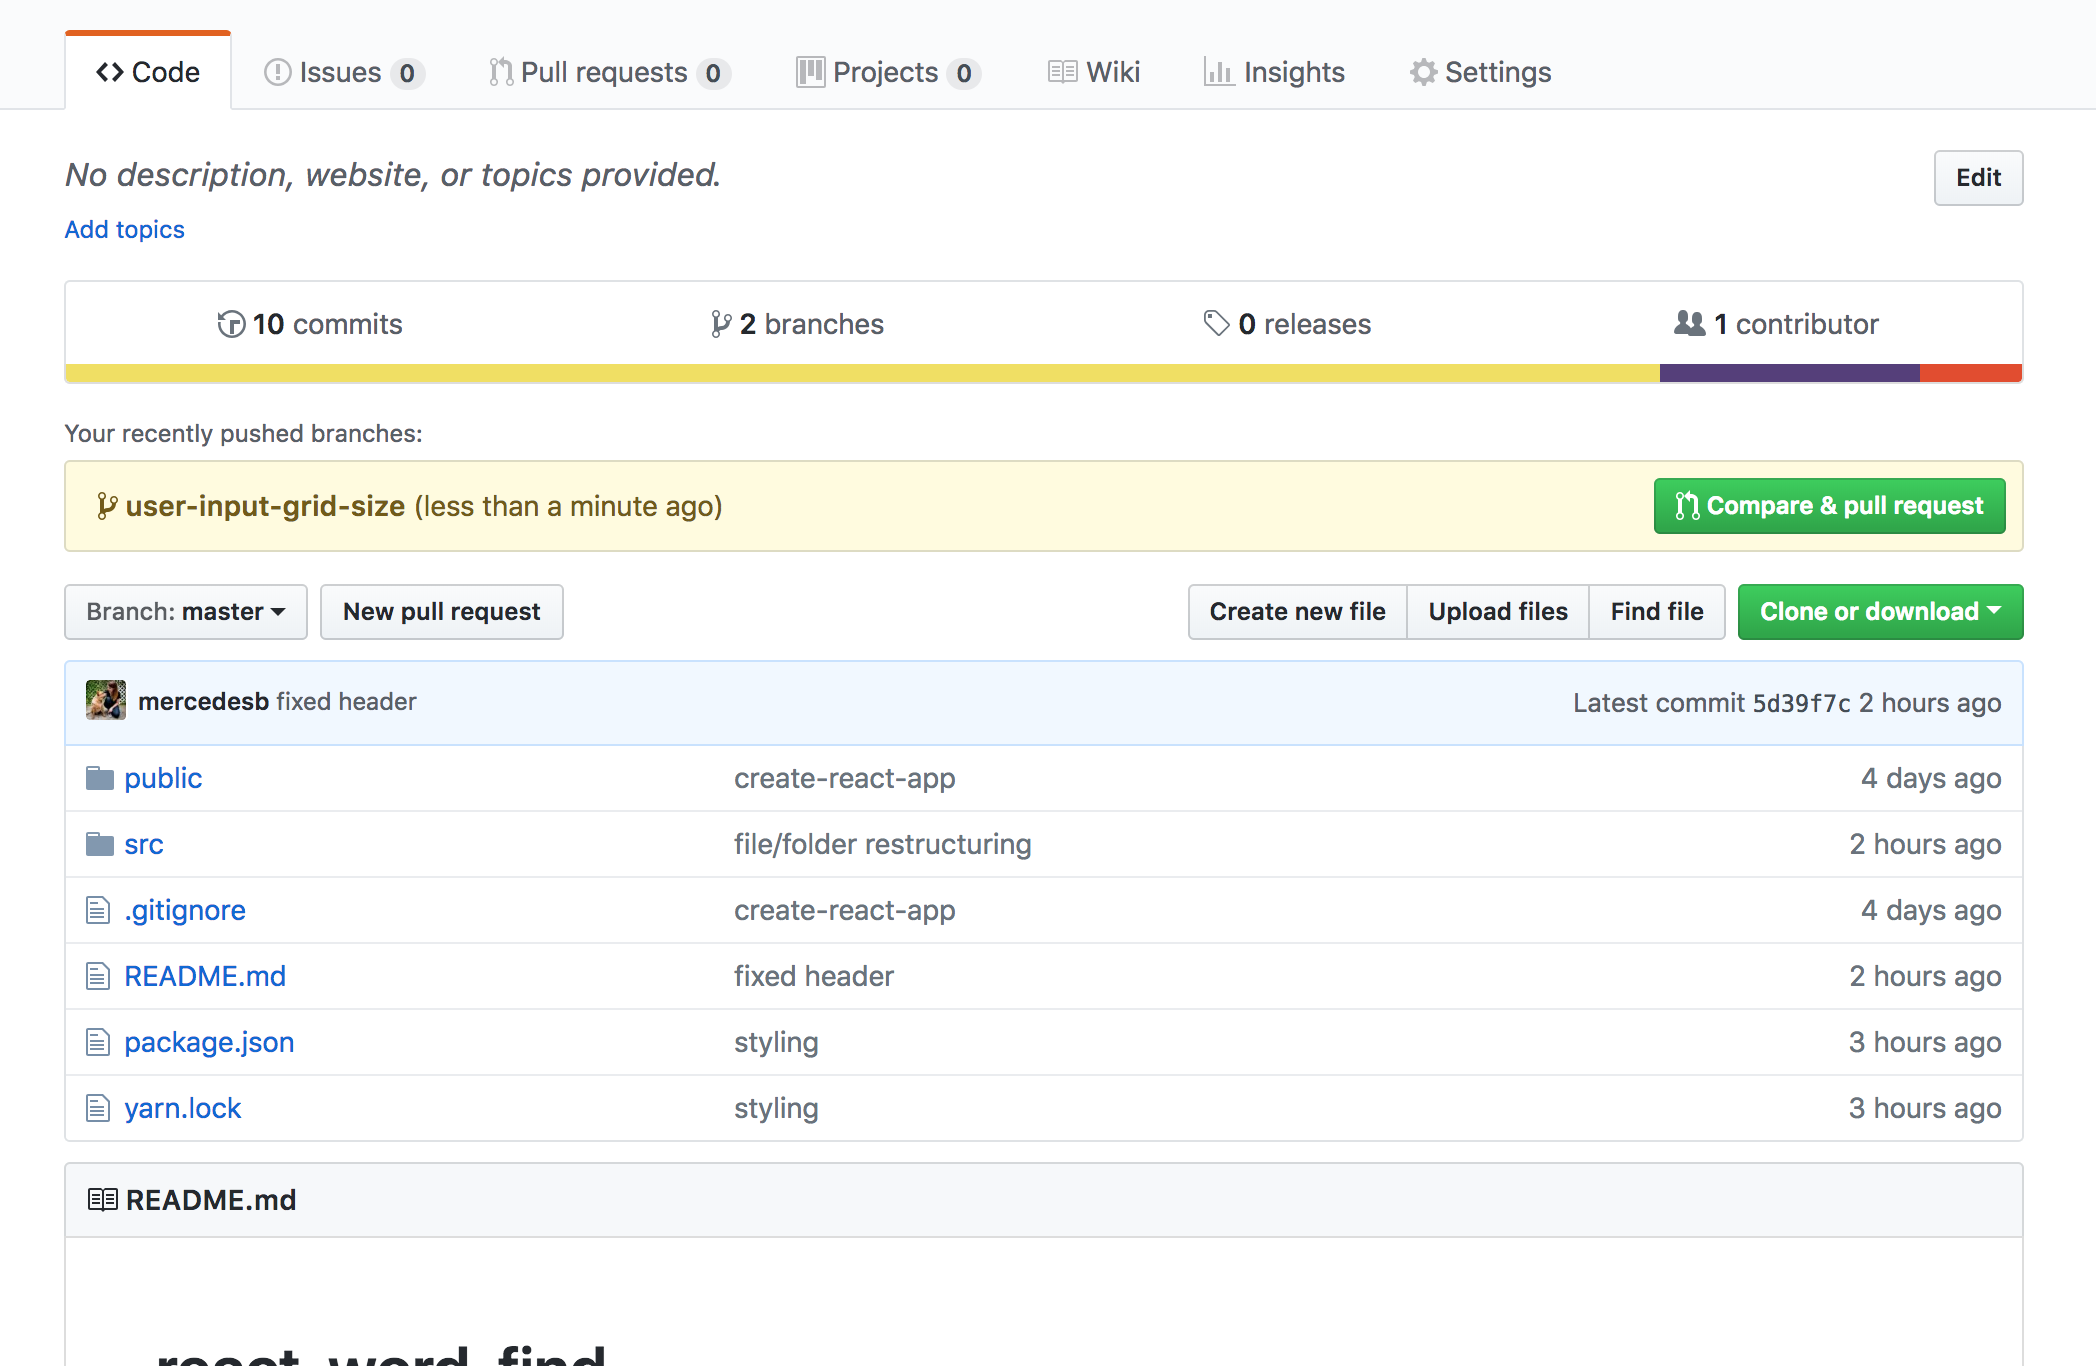 Code Issues 0 Pull requests 0 Projects 0 Wiki Insights Settings
No description, website, or topics provided. Edit
Add topics
10 commits 2 branches 0 releases 1 contributor
Your recently pushed branches:
user-input-grid-size (less than a minute ago) Compare & pull request
Branch: master New pull request Create new file Upload files Find file Clone or download
mercedesb fixed header Latest commit 5d39f7c 2 hours ago
public create-react-app 4 days ago
src file/folder restructuring 2 hours ago
.gitignore create-react-app 4 days ago
README.md fixed header 2 hours ago
package.json styling 3 hours ago
yarn.lock styling 3 hours ago
README.md
react-word-find